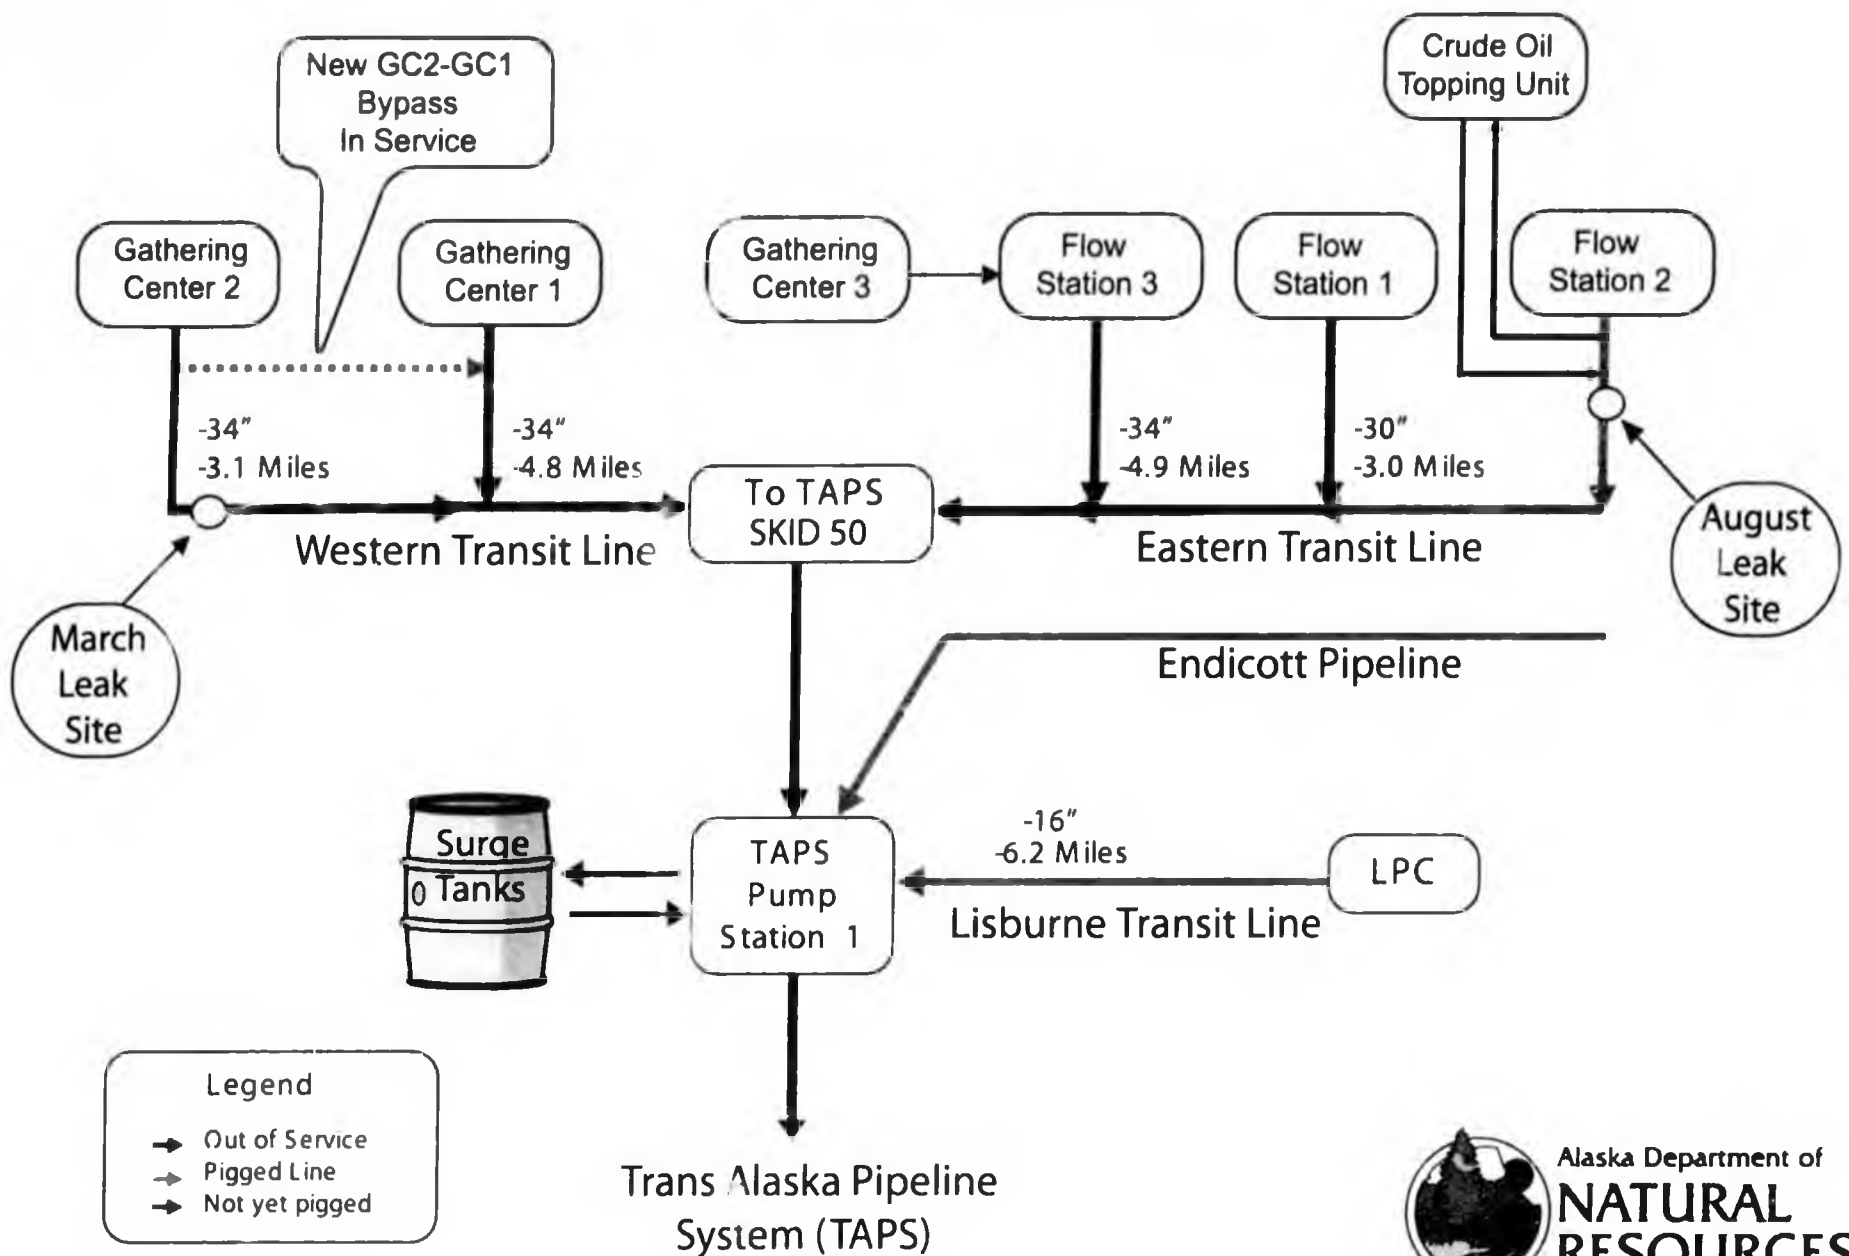 New GC2-GC1
Bypass
In Service
Crude Oil
Topping Unit
Gathering
Center 2
Gathering
Center 1
Gathering
Center 3
Flow
Station 3
Flow
Station 1
Flow
Station 2
-34"
-3.1 Miles
-34"
-4.8 Miles
-34"
-4.9 Miles
-30"
-3.0 Miles
To TAPS
SKID 50
Western Transit Line
Eastern Transit Line
August
Leak
Site
March
Leak
Site
Endicott Pipeline
Surge
0 Tanks
TAPS
Pump
Station 1
-16"
-6.2 Miles
LPC
Lisburne Transit Line
Legend
Out of Service
Pigged Line
Not yet pigged
Trans Alaska Pipeline
System (TAPS)
Alaska Department of
NATURAL
RESOURCES